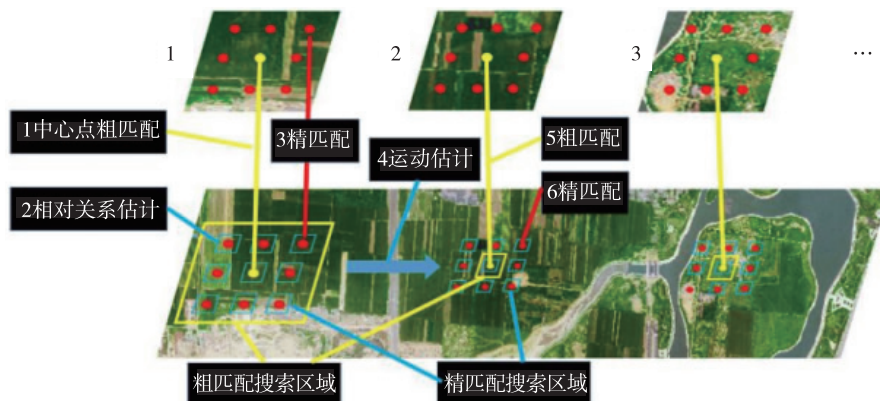 1
2
3
…
1中心点粗匹配
3精匹配
4运动估计
5粗匹配
6精匹配
2相对关系估计
粗匹配搜索区域
精匹配搜索区域